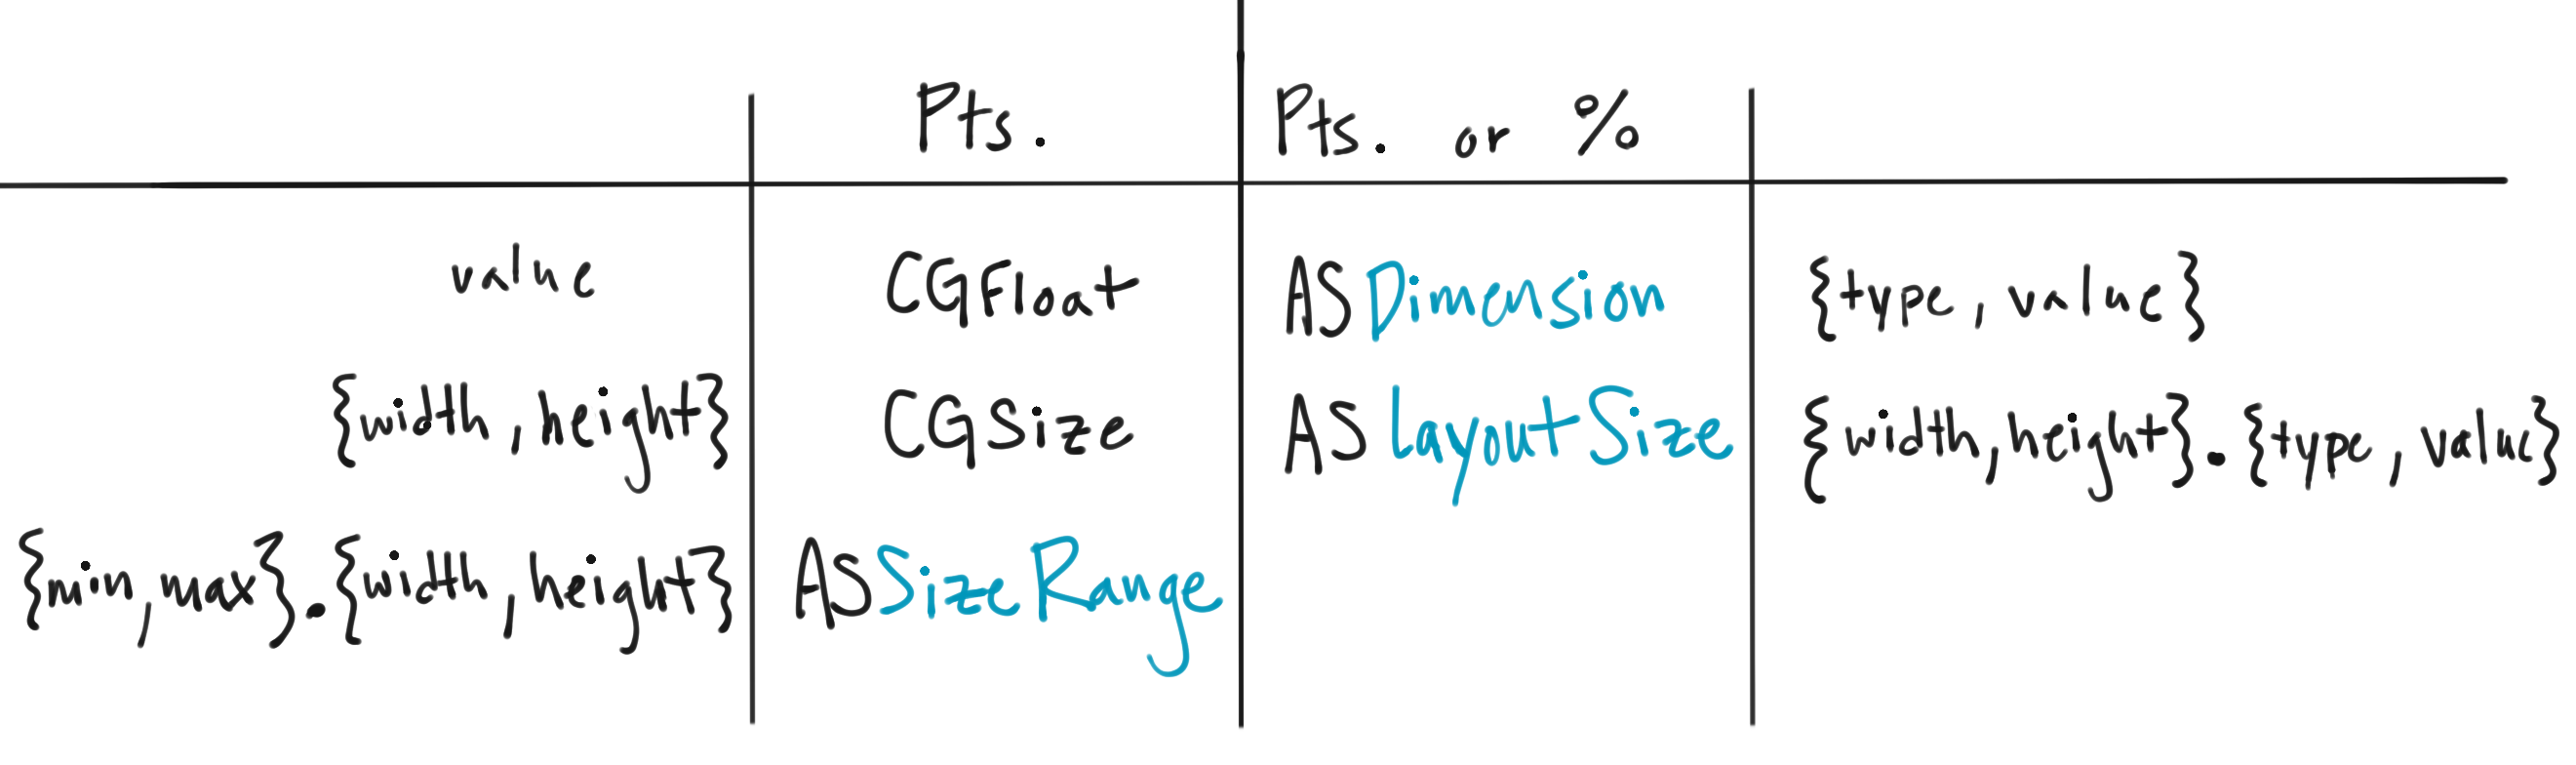 Pts. Pts. or %
value CGFloat ASDimension {type, value}
{width, height} CGSize ASLayoutSize {width, height}.{type, value}
{min, max}.{width, height} ASSizeRange